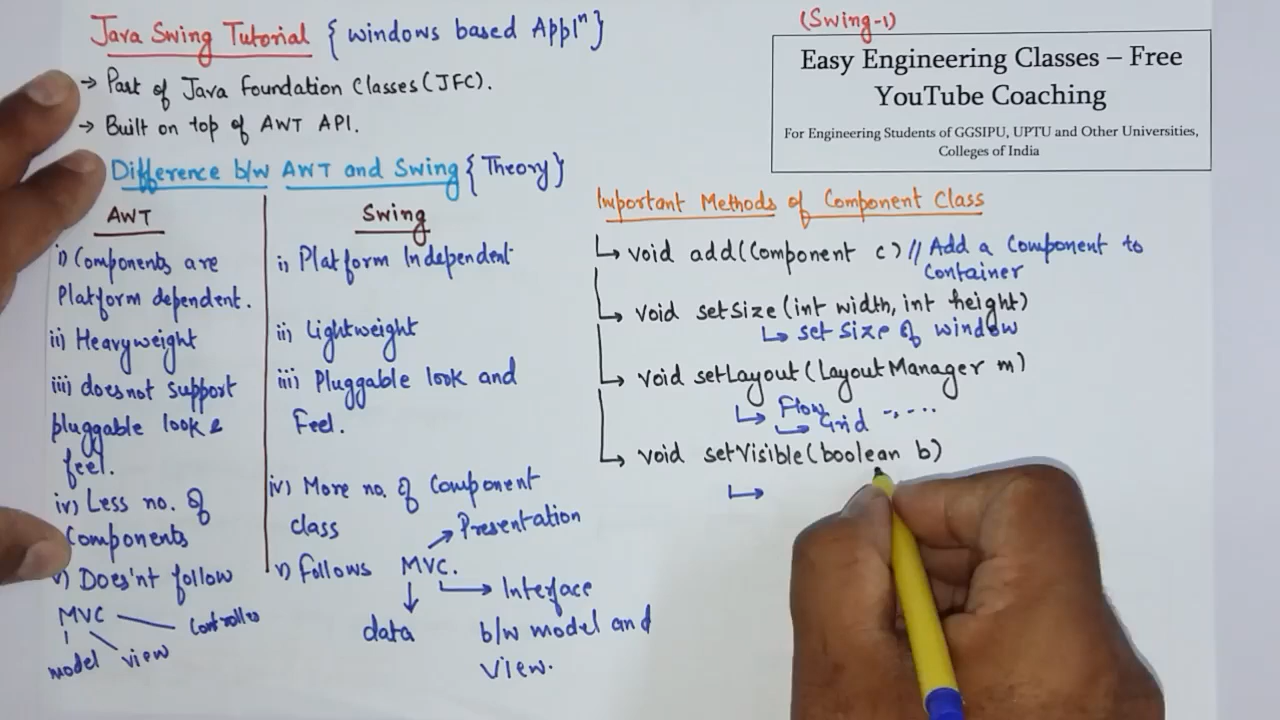 Java Swing Tutorial { windows based Applⁿ }
→ Part of Java Foundation Classes (JFC).
→ Built on top of AWT API.
Difference b/w AWT and Swing { Theory }
AWT
i) Components are
Platform dependent.
ii) Heavyweight
iii) doesnot support
pluggable look &
feel.
iv) Less no. of
Components
v) Does'nt follow
MVC
Controller
model
view
Swing
i) Platform Independent
ii) Lightweight
iii) Pluggable look and
Feel.
iv) More no. of Component
class
v) Follows MVC.
Presentation
Interface
b/w model and
view.
data
(Swing-1)
Easy Engineering Classes – Free
YouTube Coaching
For Engineering Students of GGSIPU, UPTU and Other Universities,
Colleges of India
Important Methods of Component Class
void add(Component c) // Add a Component to
Container
void setSize(int width, int height)
set size of window
void setLayout(LayoutManager m)
Flow
Grid -,-..
void setVisible(boolean b)